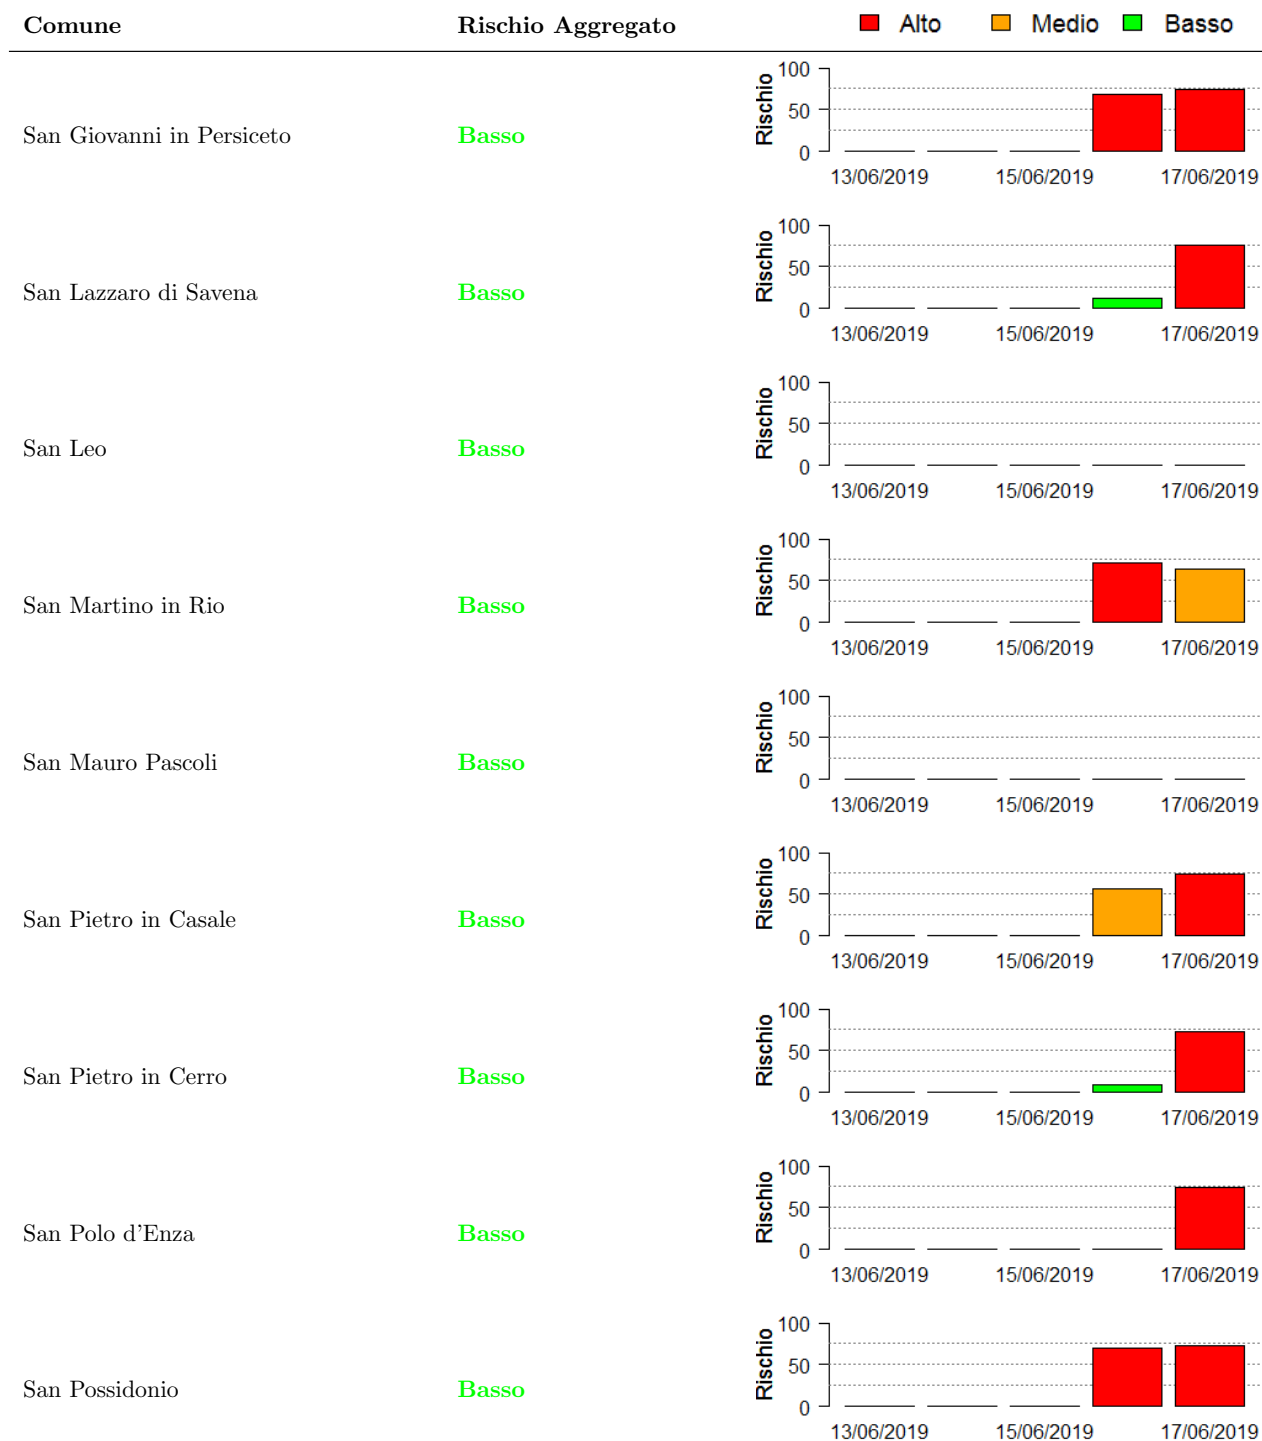 Comune Rischio Aggregato Alto Medio Basso
100
50
0
Rischio
San Giovanni in Persiceto Basso
13/06/2019 15/06/2019 17/06/2019
100
50
0
Rischio
San Lazzaro di Savena Basso
13/06/2019 15/06/2019 17/06/2019
100
50
0
Rischio
San Leo Basso
13/06/2019 15/06/2019 17/06/2019
100
50
0
Rischio
San Martino in Rio Basso
13/06/2019 15/06/2019 17/06/2019
100
50
0
Rischio
San Mauro Pascoli Basso
13/06/2019 15/06/2019 17/06/2019
100
50
0
Rischio
San Pietro in Casale Basso
13/06/2019 15/06/2019 17/06/2019
100
50
0
Rischio
San Pietro in Cerro Basso
13/06/2019 15/06/2019 17/06/2019
100
50
0
Rischio
San Polo d'Enza Basso
13/06/2019 15/06/2019 17/06/2019
100
50
0
Rischio
San Possidonio Basso
13/06/2019 15/06/2019 17/06/2019